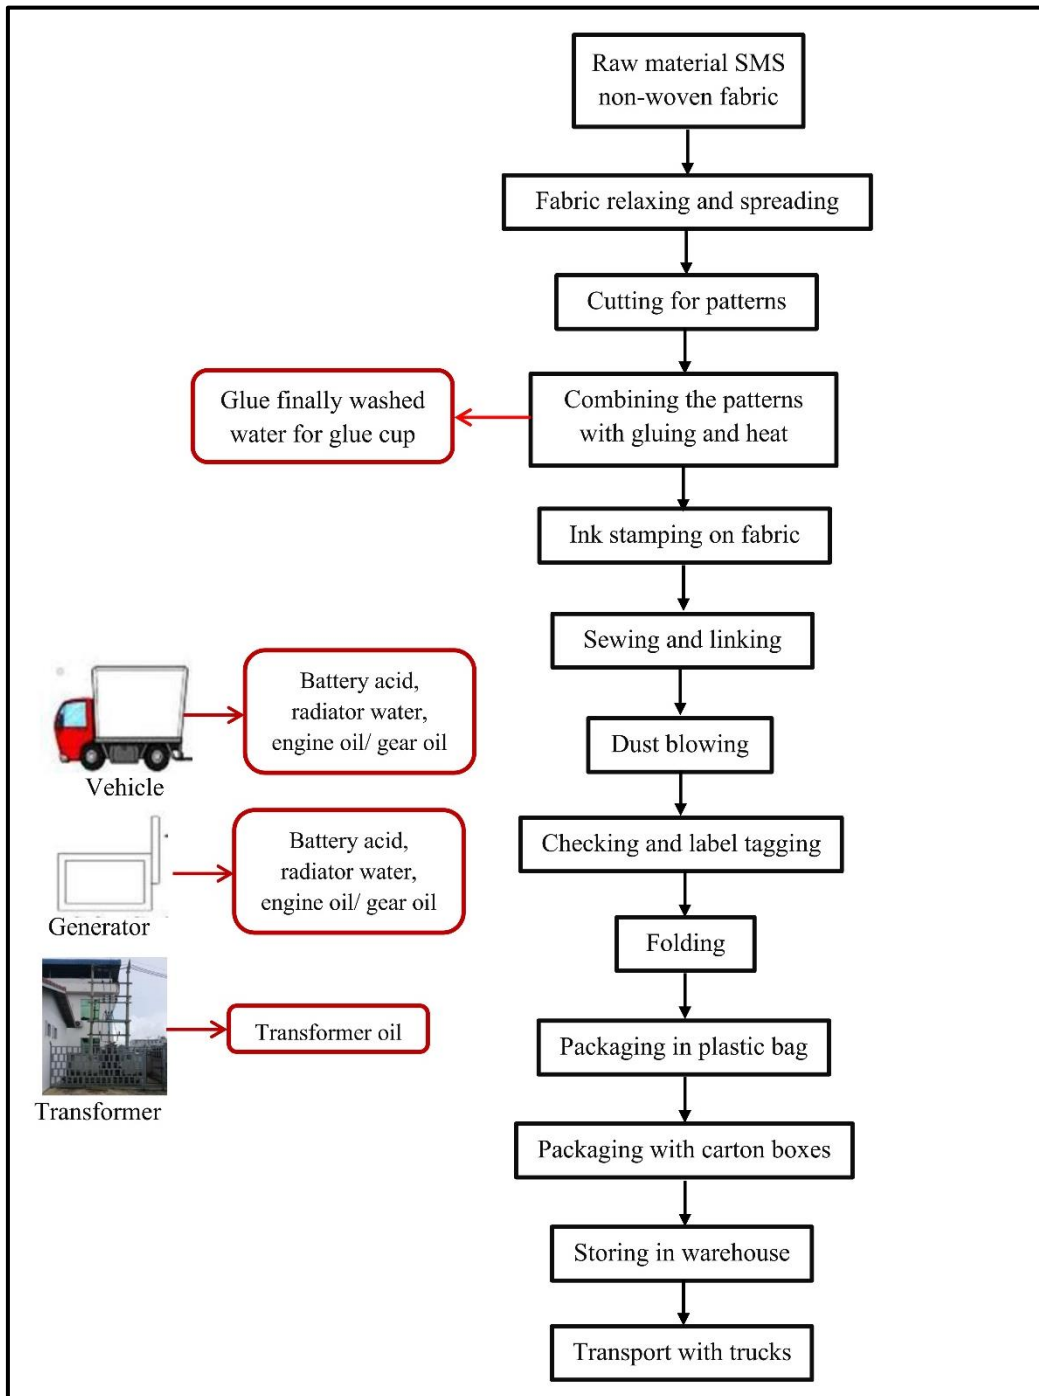 Raw material SMS
non-woven fabric
Fabric relaxing and spreading
Cutting for patterns
Glue finally washed
water for glue cup
Combining the patterns
with gluing and heat
Ink stamping on fabric
Sewing and linking
Battery acid,
radiator water,
engine oil/ gear oil
Vehicle
Dust blowing
Battery acid,
radiator water,
engine oil/ gear oil
Generator
Checking and label tagging
Folding
Transformer oil
Transformer
Packaging in plastic bag
Packaging with carton boxes
Storing in warehouse
Transport with trucks